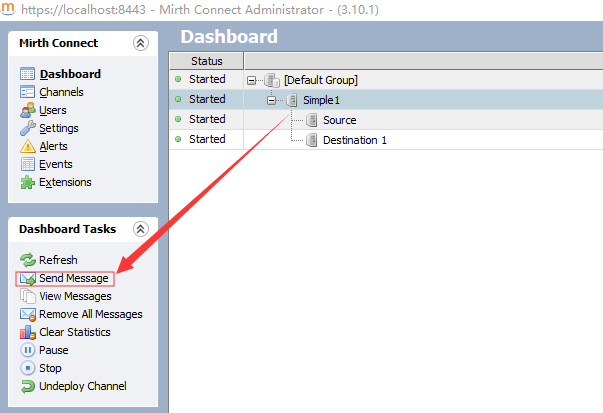 m https://localhost:8443 - Mirth Connect Administrator - (3.10.1)
Mirth Connect
Dashboard
Channels
Users
Settings
Alerts
Events
Extensions
Dashboard Tasks
Refresh
Send Message
View Messages
Remove All Messages
Clear Statistics
Pause
Stop
Undeploy Channel
Dashboard
Status
Started [Default Group]
Started Simple1
Started Source
Started Destination 1